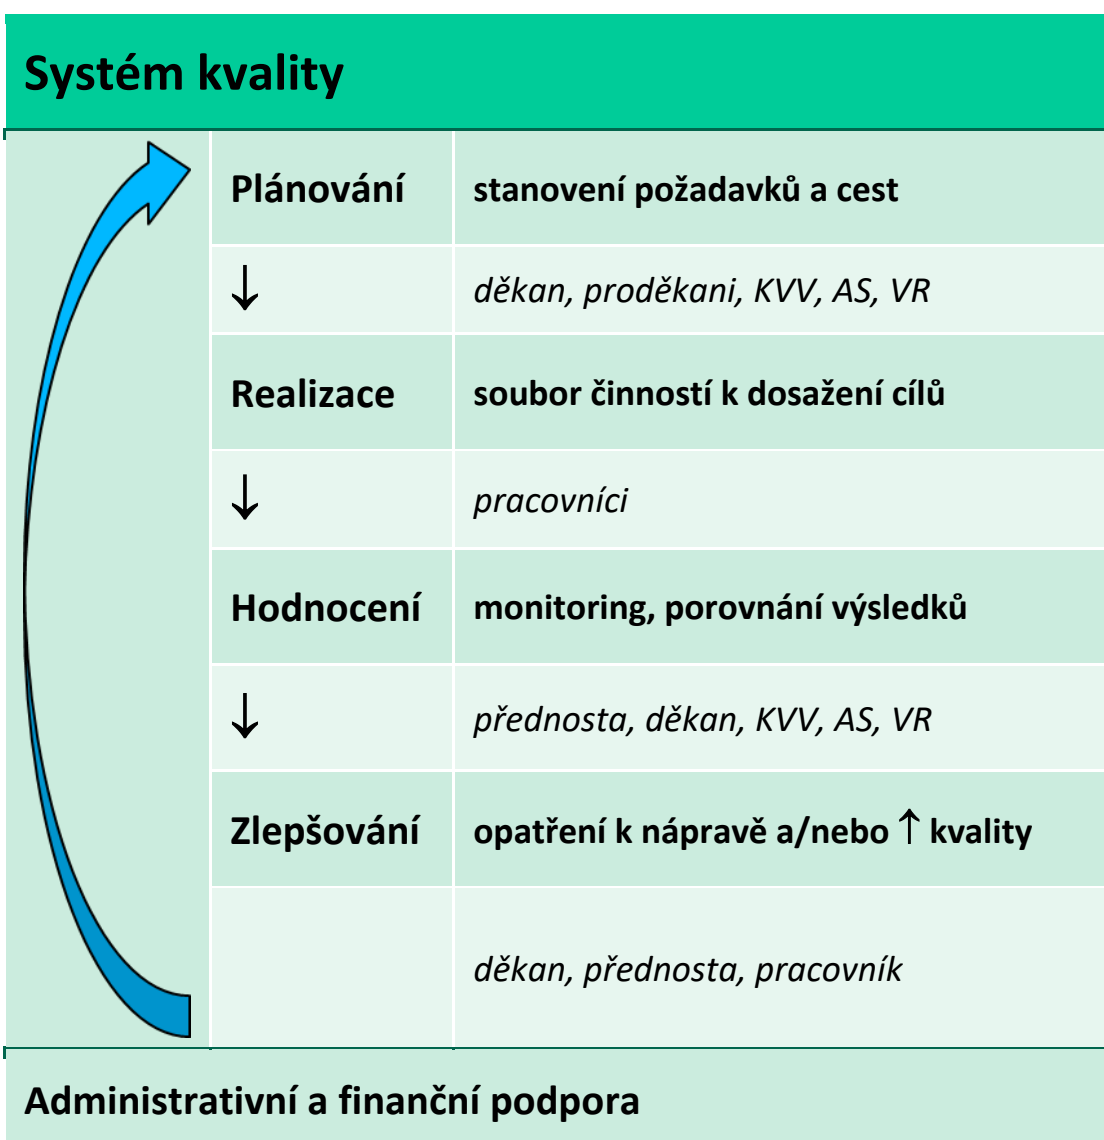 Systém kvality
Plánování stanovení požadavků a cest
↓ děkan, proděkani, KVV, AS, VR
Realizace soubor činností k dosažení cílů
↓ pracovníci
Hodnocení monitoring, porovnání výsledků
↓ přednosta, děkan, KVV, AS, VR
Zlepšování opatření k nápravě a/nebo ↑ kvality
děkan, přednosta, pracovník
Administrativní a finanční podpora